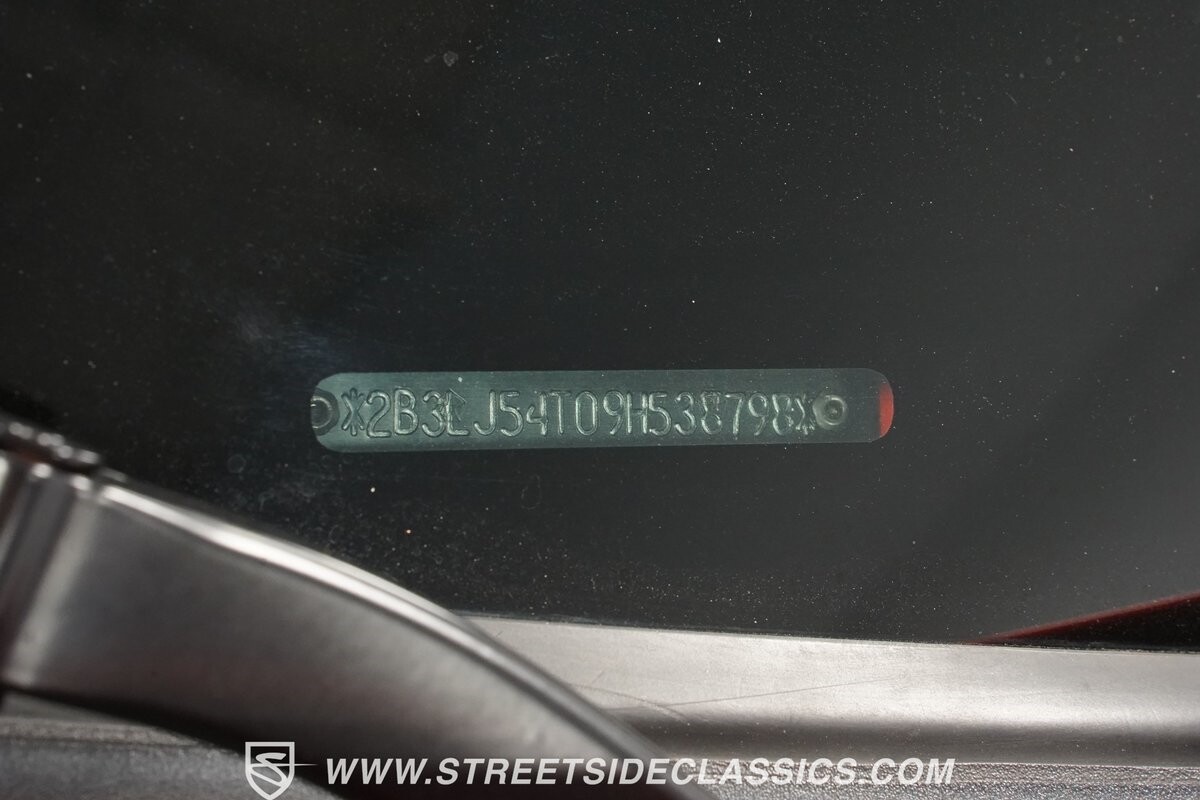 *2B3LJ54T09H538798*
WWW.STREETSIDECLASSICS.COM